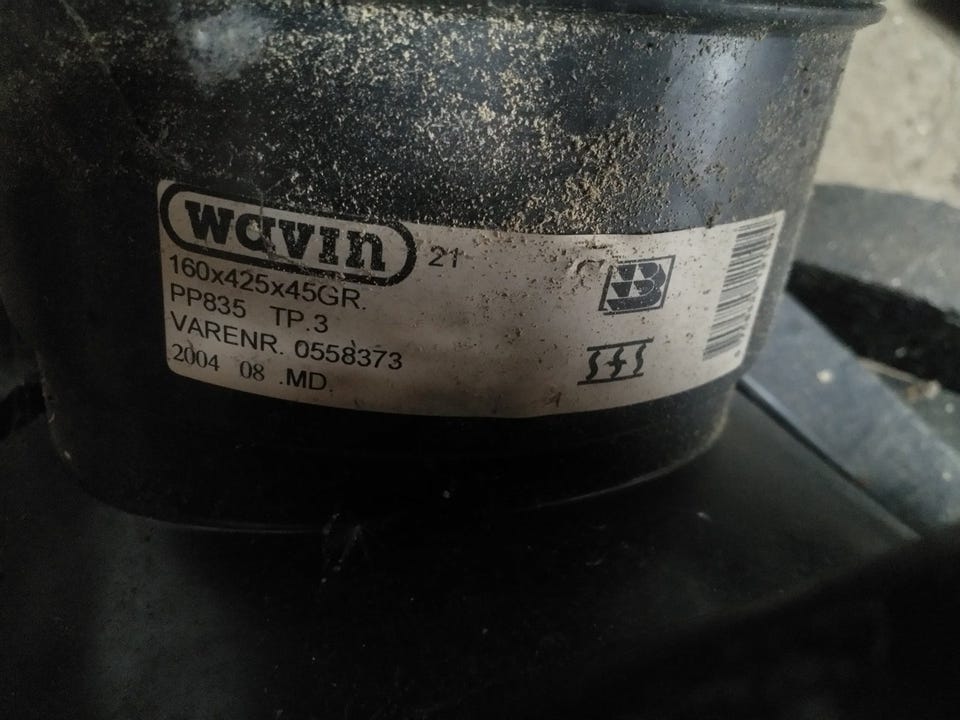 wavin 21
160x425x45GR.
PP835 TP.3
VARENR. 0558373
2004 08 .MD.